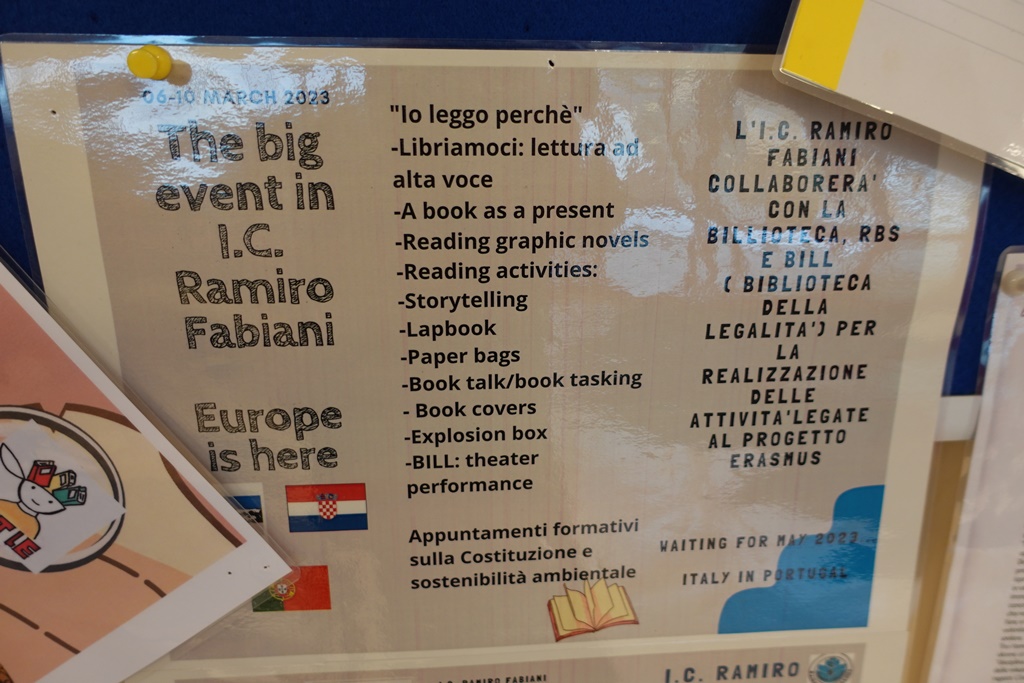 06-10 MARCH 2023
The big
event in
I.C.
Ramiro
Fabiani
Europe
is here
"Io leggo perchè"
-Libriamoci: lettura ad
alta voce
-A book as a present
-Reading graphic novels
-Reading activities:
-Storytelling
-Lapbook
-Paper bags
-Book talk/book tasking
- Book covers
-Explosion box
-BILL: theater
performance
Appuntamenti formativi
sulla Costituzione e
sostenibilità ambientale
L'I.C. RAMIRO
FABIANI
COLLABORERA'
CON LA
BILLIOTECA, RBS
E BILL
( BIBLIOTECA
DELLA
LEGALITA') PER
LA
REALIZZAZIONE
DELLE
ATTIVITA'LEGATE
AL PROGETTO
ERASMUS
WAITING FOR MAY 2023...
ITALY IN PORTUGAL
TLE
RAMIRO FABIANI
I.C. RAMIRO